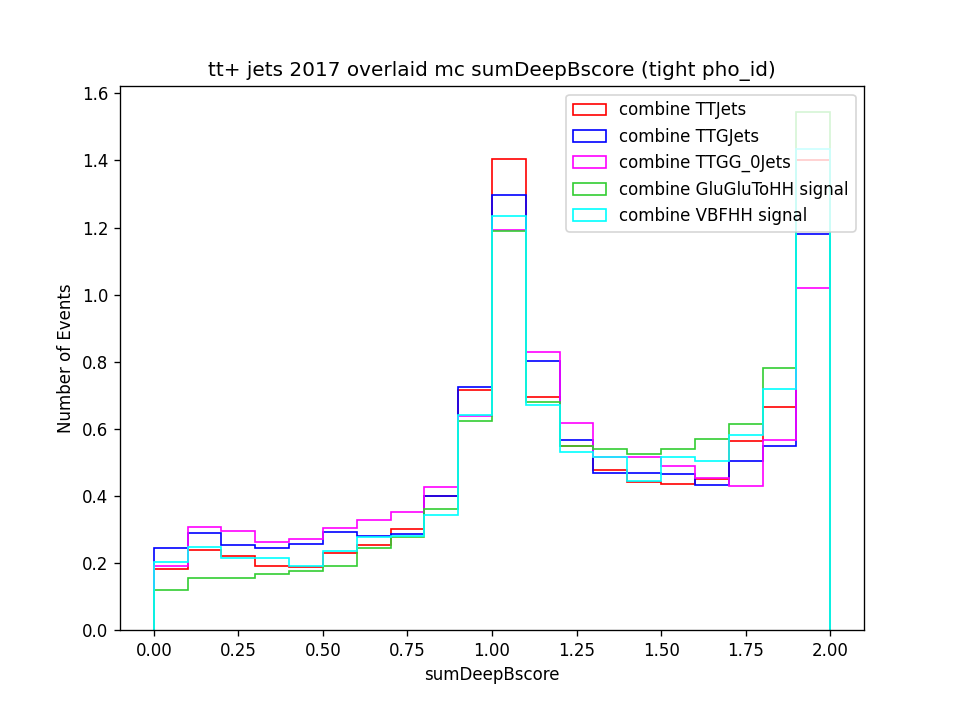 tt+ jets 2017 overlaid mc sumDeepBscore (tight pho_id)
1.6
1.4
1.2
1.0
0.8
0.6
0.4
0.2
0.0
Number of Events
combine TTJets
combine TTGJets
combine TTGG_0Jets
combine GluGluToHH signal
combine VBFHH signal
0.00 0.25 0.50 0.75 1.00 1.25 1.50 1.75 2.00
sumDeepBscore